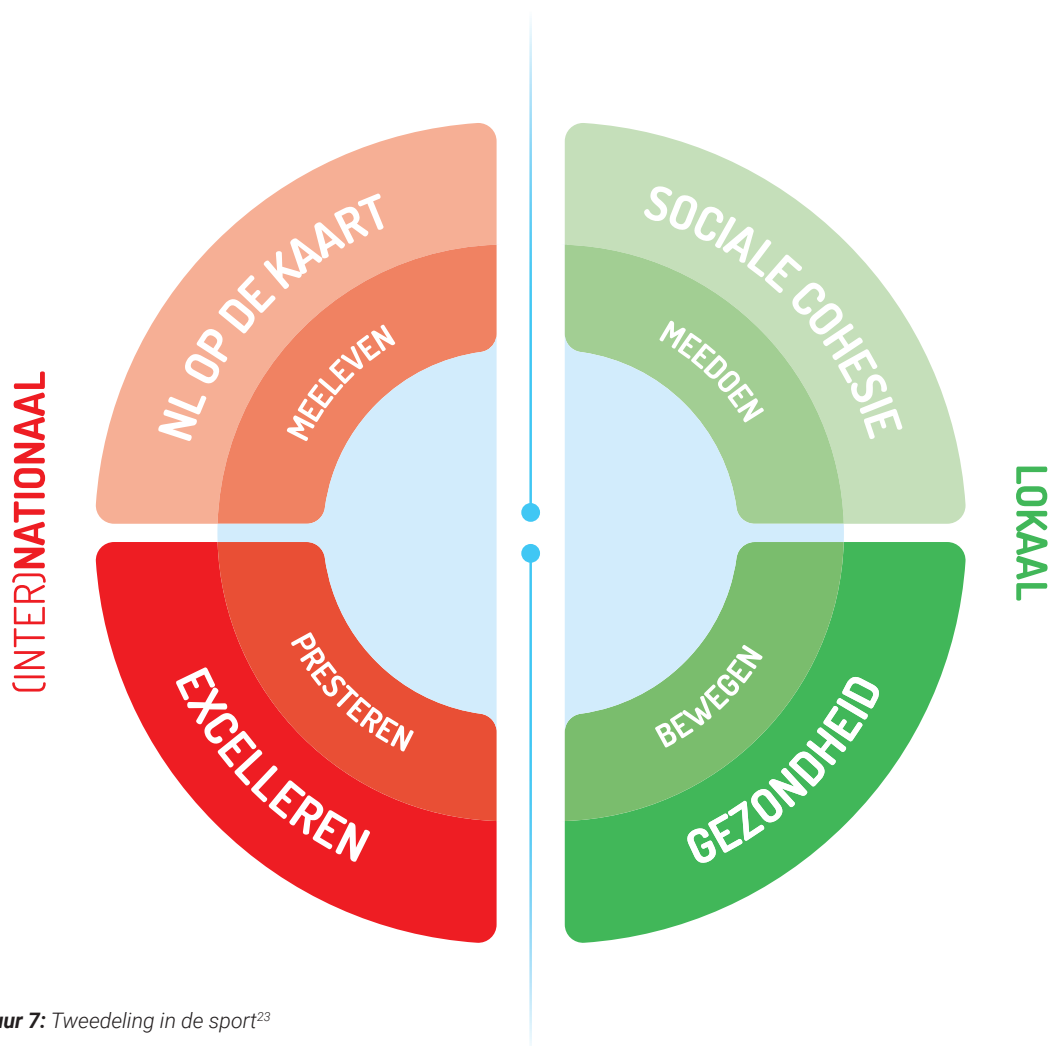 NL OP DE KAART
MEELEVEN
SOCIALE COHESIE
MEEDOEN
(INTER)NATIONAAL
LOKAAL
PRESTEREN
EXCELLEREN
BEWEGEN
GEZONDHEID
uur 7: Tweedeling in de sport23